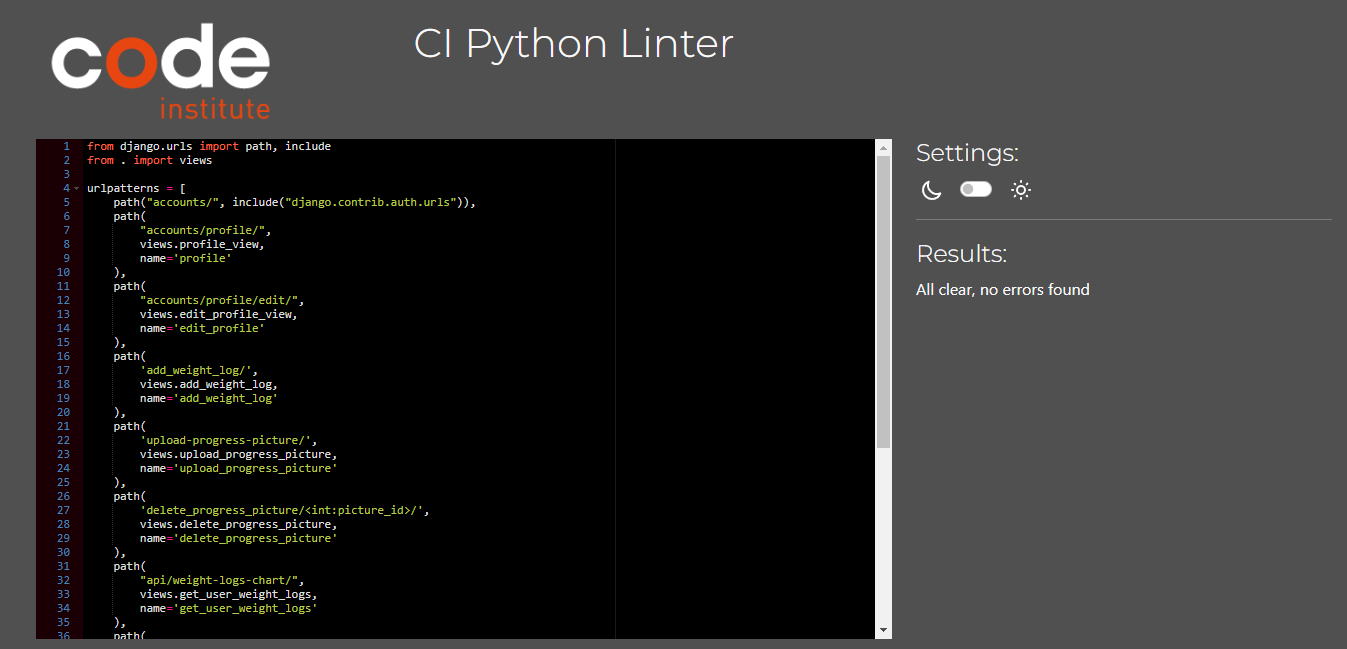 code
institute
CI Python Linter
1 from django.urls import path, include
2 from . import views
3
4 urlpatterns = [
5     path("accounts/", include("django.contrib.auth.urls")),
6     path(
7         "accounts/profile/",
8         views.profile_view,
9         name='profile'
10     ),
11     path(
12         "accounts/profile/edit/",
13         views.edit_profile_view,
14         name='edit_profile'
15     ),
16     path(
17         'add_weight_log/',
18         views.add_weight_log,
19         name='add_weight_log'
20     ),
21     path(
22         'upload-progress-picture/',
23         views.upload_progress_picture,
24         name='upload_progress_picture'
25     ),
26     path(
27         'delete_progress_picture/<int:picture_id>/',
28         views.delete_progress_picture,
29         name='delete_progress_picture'
30     ),
31     path(
32         "api/weight-logs-chart/",
33         views.get_user_weight_logs,
34         name='get_user_weight_logs'
35     ),
36     path(
Settings:
Results:
All clear, no errors found